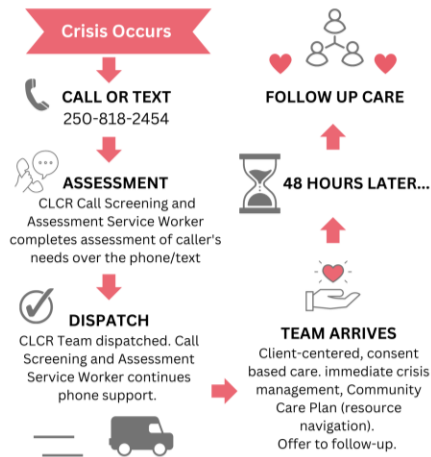 Crisis Occurs
CALL OR TEXT
250-818-2454
ASSESSMENT
CLCR Call Screening and
Assessment Service Worker
completes assessment of caller's
needs over the phone/text
DISPATCH
CLCR Team dispatched. Call
Screening and Assessment
Service Worker continues
phone support.
TEAM ARRIVES
Client-centered, consent
based care. immediate crisis
management, Community
Care Plan (resource
navigation).
Offer to follow-up.
48 HOURS LATER...
FOLLOW UP CARE